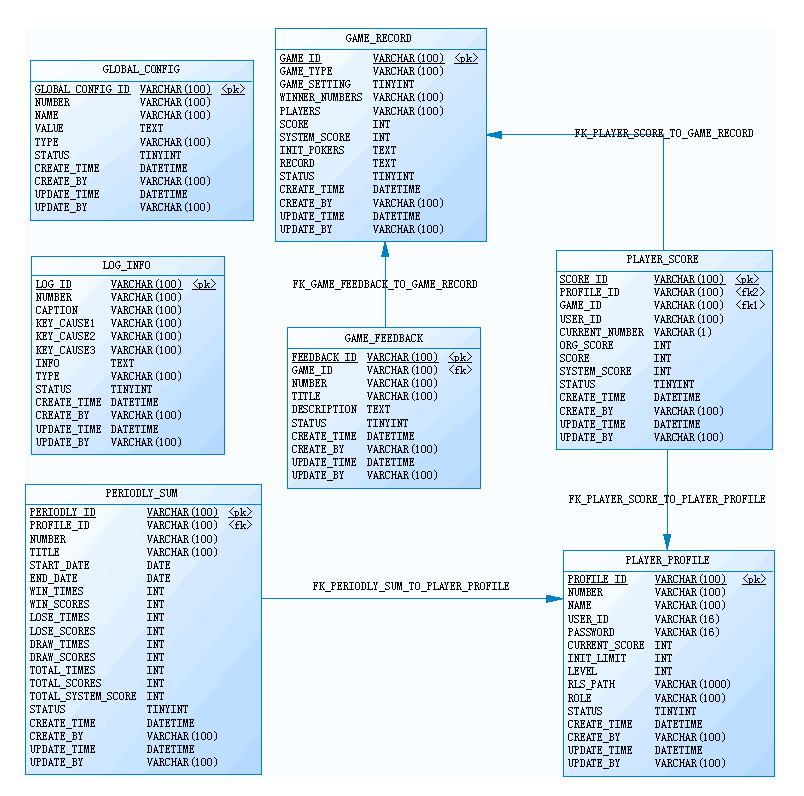 GAME_RECORD
GAME_ID VARCHAR(100) <pk>
GAME_TYPE VARCHAR(100)
GAME_SETTING TINYINT
WINNER_NUMBERS VARCHAR(100)
PLAYERS VARCHAR(100)
SCORE INT
SYSTEM_SCORE INT
INIT_POKERS TEXT
RECORD TEXT
STATUS TINYINT
CREATE_TIME DATETIME
CREATE_BY VARCHAR(100)
UPDATE_TIME DATETIME
UPDATE_BY VARCHAR(100)
GLOBAL_CONFIG
GLOBAL_CONFIG_ID VARCHAR(100) <pk>
NUMBER VARCHAR(100)
NAME VARCHAR(100)
VALUE TEXT
TYPE VARCHAR(100)
STATUS TINYINT
CREATE_TIME DATETIME
CREATE_BY VARCHAR(100)
UPDATE_TIME DATETIME
UPDATE_BY VARCHAR(100)
FK_PLAYER_SCORE_TO_GAME_RECORD
LOG_INFO
LOG_ID VARCHAR(100) <pk>
NUMBER VARCHAR(100)
CAPTION VARCHAR(100)
KEY_CAUSE1 VARCHAR(100)
KEY_CAUSE2 VARCHAR(100)
KEY_CAUSE3 VARCHAR(100)
INFO TEXT
TYPE VARCHAR(100)
STATUS TINYINT
CREATE_TIME DATETIME
CREATE_BY VARCHAR(100)
UPDATE_TIME DATETIME
UPDATE_BY VARCHAR(100)
FK_GAME_FEEDBACK_TO_GAME_RECORD
PLAYER_SCORE
SCORE_ID VARCHAR(100) <pk>
PROFILE_ID VARCHAR(100) <fk2>
GAME_ID VARCHAR(100) <fk1>
USER_ID VARCHAR(100)
CURRENT_NUMBER VARCHAR(1)
ORG_SCORE INT
SCORE INT
SYSTEM_SCORE INT
STATUS TINYINT
CREATE_TIME DATETIME
CREATE_BY VARCHAR(100)
UPDATE_TIME DATETIME
UPDATE_BY VARCHAR(100)
GAME_FEEDBACK
FEEDBACK_ID VARCHAR(100) <pk>
GAME_ID VARCHAR(100) <fk>
NUMBER VARCHAR(100)
TITLE VARCHAR(100)
DESCRIPTION TEXT
STATUS TINYINT
CREATE_TIME DATETIME
CREATE_BY VARCHAR(100)
UPDATE_TIME DATETIME
UPDATE_BY VARCHAR(100)
PERIODLY_SUM
PERIODLY_ID VARCHAR(100) <pk>
PROFILE_ID VARCHAR(100) <fk>
NUMBER VARCHAR(100)
TITLE VARCHAR(100)
START_DATE DATE
END_DATE DATE
WIN_TIMES INT
WIN_SCORES INT
LOSE_TIMES INT
LOSE_SCORES INT
DRAW_TIMES INT
DRAW_SCORES INT
TOTAL_TIMES INT
TOTAL_SCORES INT
TOTAL_SYSTEM_SCORE INT
STATUS TINYINT
CREATE_TIME DATETIME
CREATE_BY VARCHAR(100)
UPDATE_TIME DATETIME
UPDATE_BY VARCHAR(100)
FK_PLAYER_SCORE_TO_PLAYER_PROFILE
FK_PERIODLY_SUM_TO_PLAYER_PROFILE
PLAYER_PROFILE
PROFILE_ID VARCHAR(100) <pk>
NUMBER VARCHAR(100)
NAME VARCHAR(100)
USER_ID VARCHAR(16)
PASSWORD VARCHAR(16)
CURRENT_SCORE INT
INIT_LIMIT INT
LEVEL INT
RLS_PATH VARCHAR(1000)
ROLE VARCHAR(100)
STATUS TINYINT
CREATE_TIME DATETIME
CREATE_BY VARCHAR(100)
UPDATE_TIME DATETIME
UPDATE_BY VARCHAR(100)